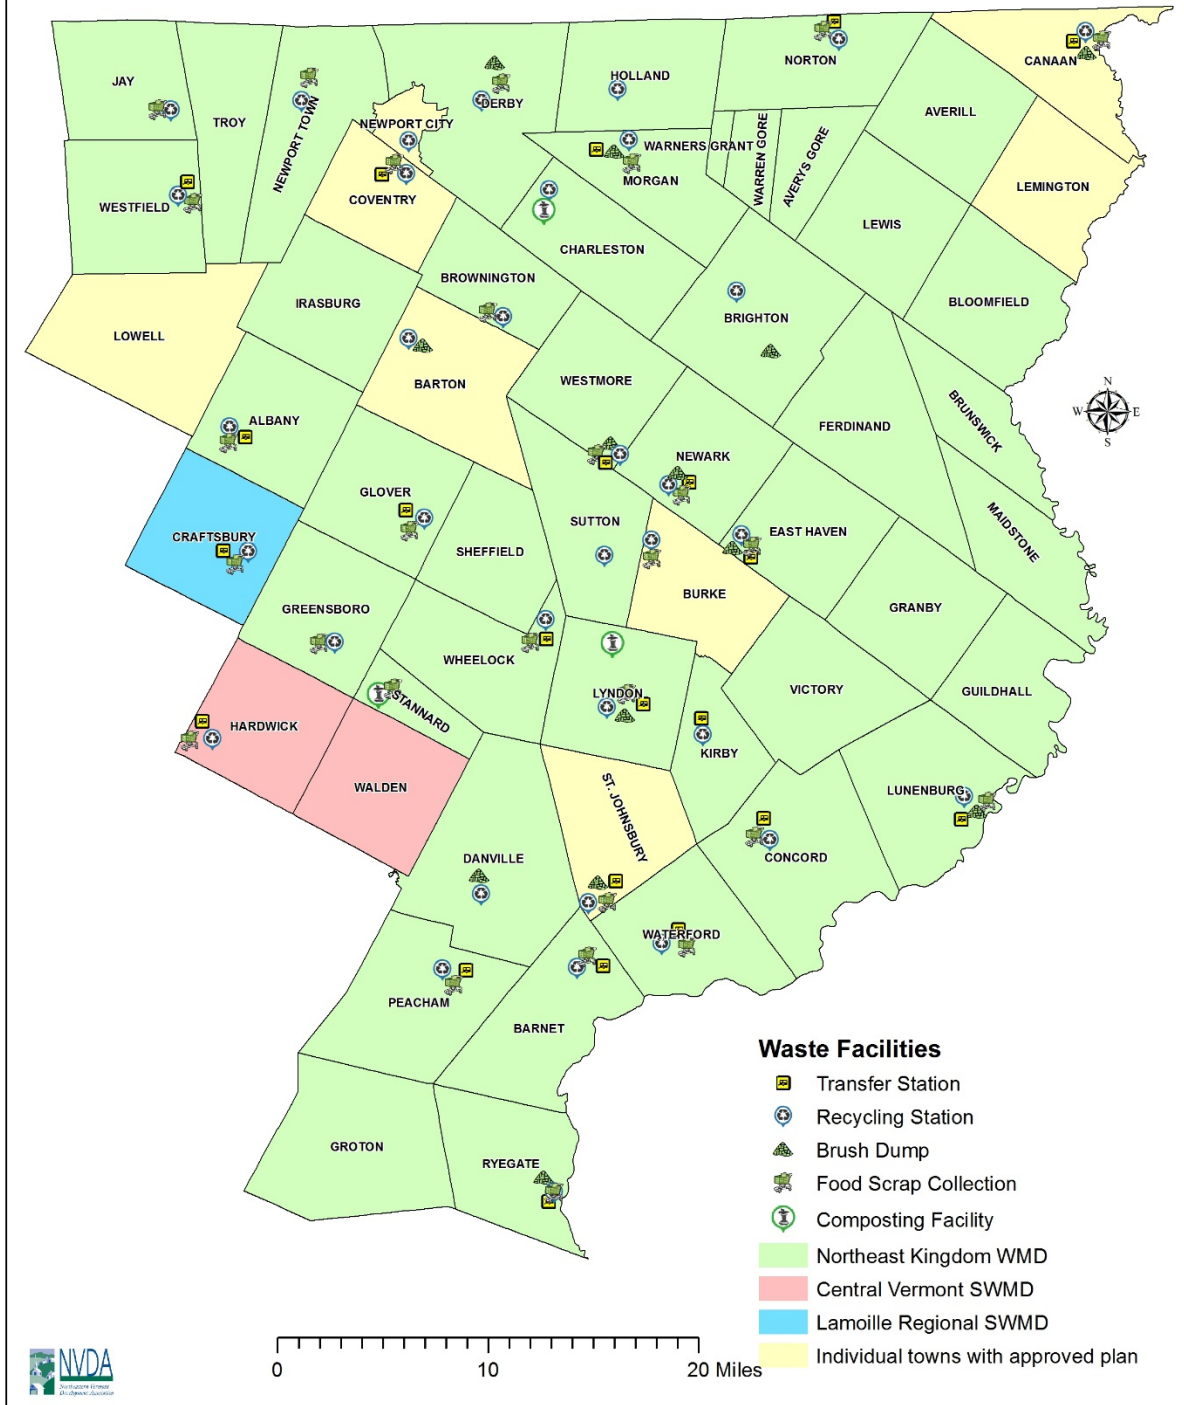 JAY
TROY
NEWPORT TOWN
DERBY
HOLLAND
NORTON
CANAAN
NEWPORT CITY
AVERILL
WARNERS GRANT
WARREN GORE
AVERYS GORE
MORGAN
LEMINGTON
WESTFIELD
COVENTRY
LEWIS
CHARLESTON
BROWNINGTON
IRASBURG
BLOOMFIELD
BRIGHTON
LOWELL
BARTON
WESTMORE
BRUNSWICK
N
W
E
S
ALBANY
FERDINAND
NEWARK
GLOVER
SUTTON
EAST HAVEN
MAIDSTONE
CRAFTSBURY
SHEFFIELD
BURKE
GRANBY
GREENSBORO
WHEELOCK
LYNDON
VICTORY
GUILDHALL
STANNARD
HARDWICK
KIRBY
WALDEN
ST. JOHNSBURY
LUNENBURG
DANVILLE
CONCORD
WATERFORD
PEACHAM
BARNET
GROTON
RYEGATE
Waste Facilities
Transfer Station
Recycling Station
Brush Dump
Food Scrap Collection
Composting Facility
Northeast Kingdom WMD
Central Vermont SWMD
Lamoille Regional SWMD
Individual towns with approved plan
0 10 20 Miles
NVDA
Northeastern Vermont
Development Association